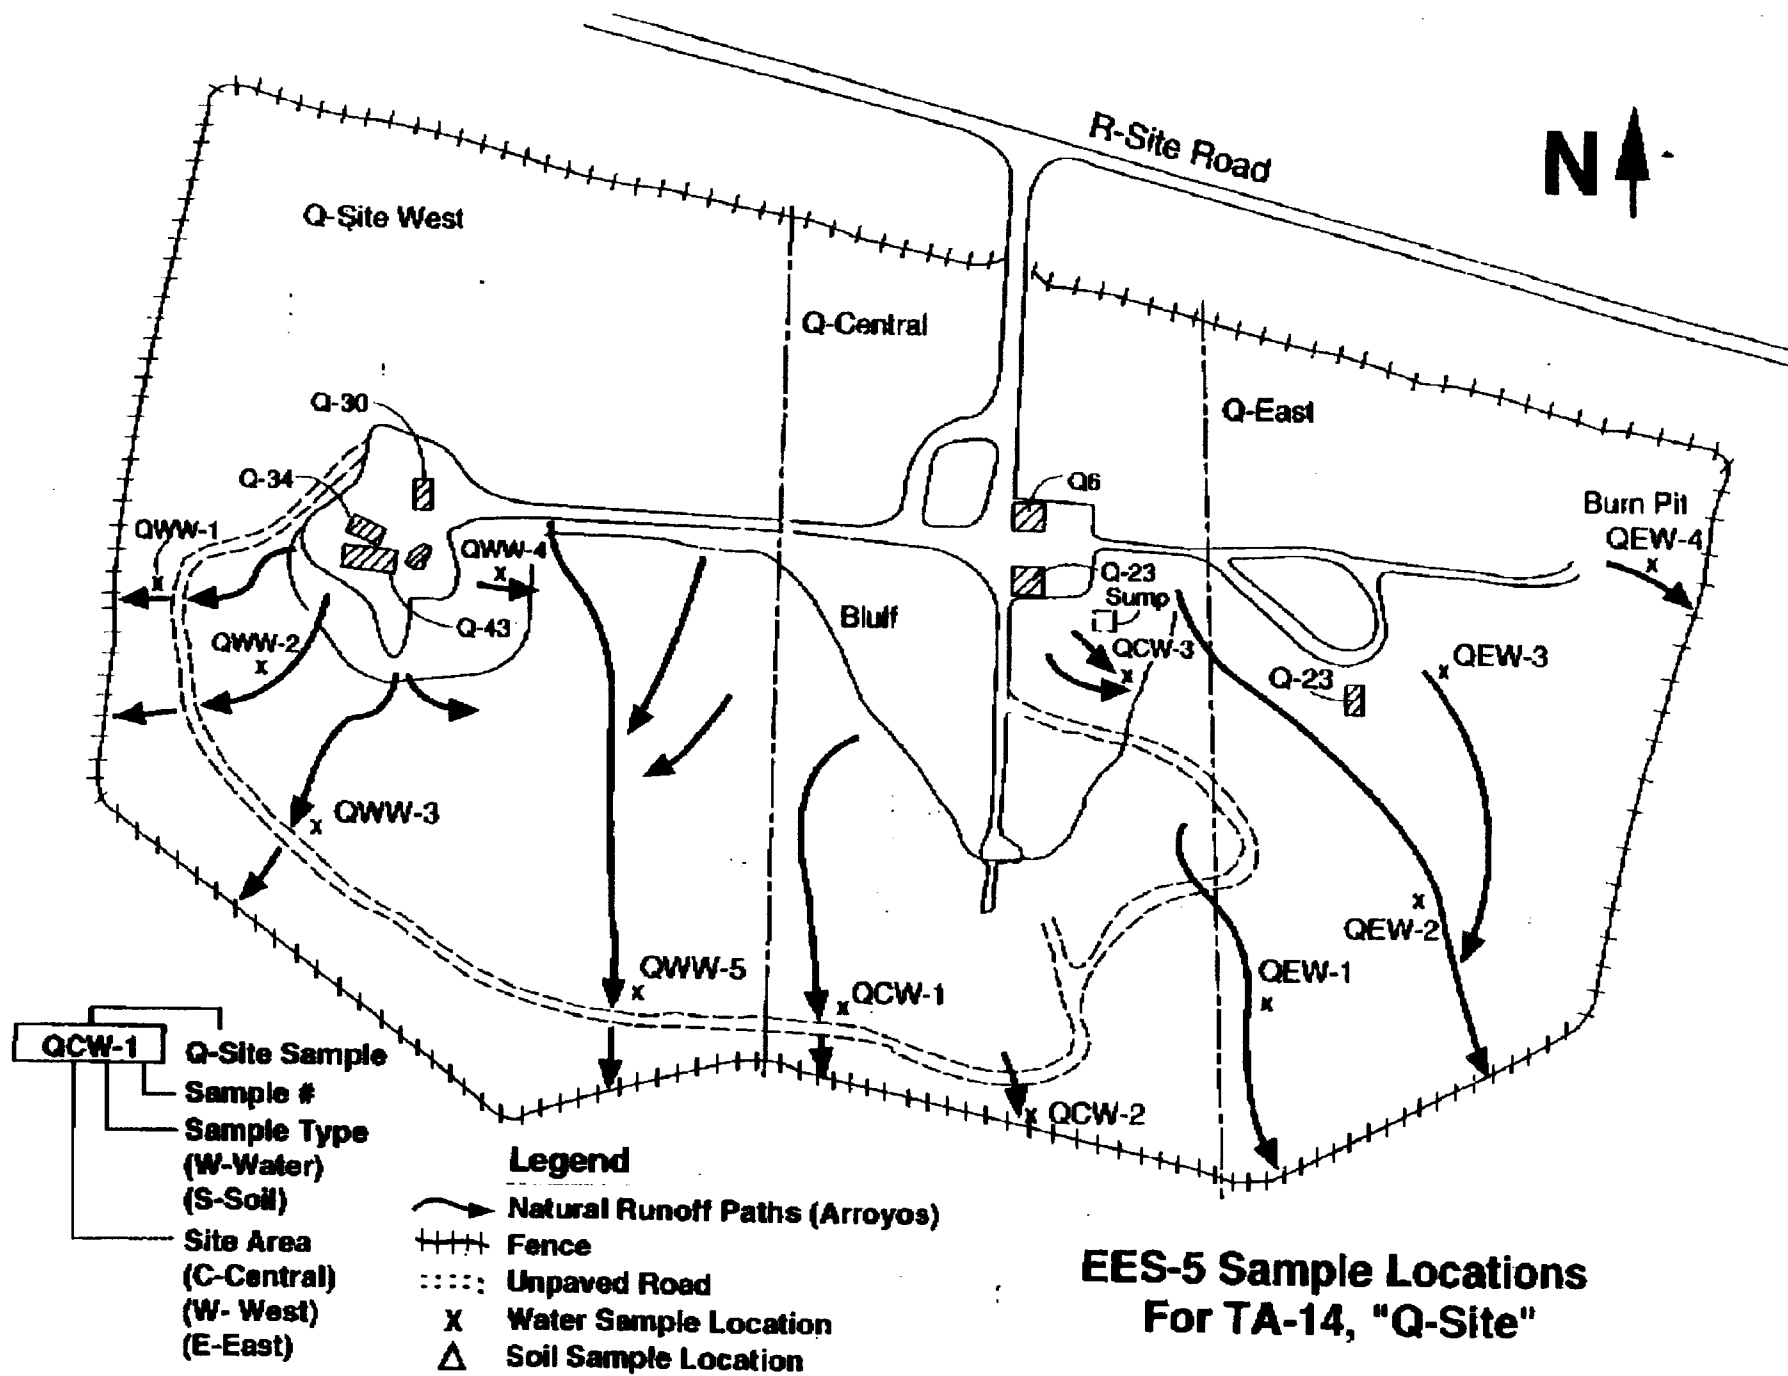 R-Site Road
N
Q-Site West
Q-Central
Q-East
Q-30
Q-34
Q6
Burn Pit
QEW-4
QWW-1
QWW-4
Q-23
Sump
Bluff
Q-43
QWW-2
QCW-3
QEW-3
Q-23
QWW-3
QEW-2
QWW-5
QEW-1
QCW-1
QCW-2
QCW-1
Q-Site Sample
Sample #
Sample Type
(W-Water)
(S-Soil)
Site Area
(C-Central)
(W- West)
(E-East)
Legend
Natural Runoff Paths (Arroyos)
Fence
Unpaved Road
X Water Sample Location
Δ Soil Sample Location
EES-5 Sample Locations
For TA-14, "Q-Site"